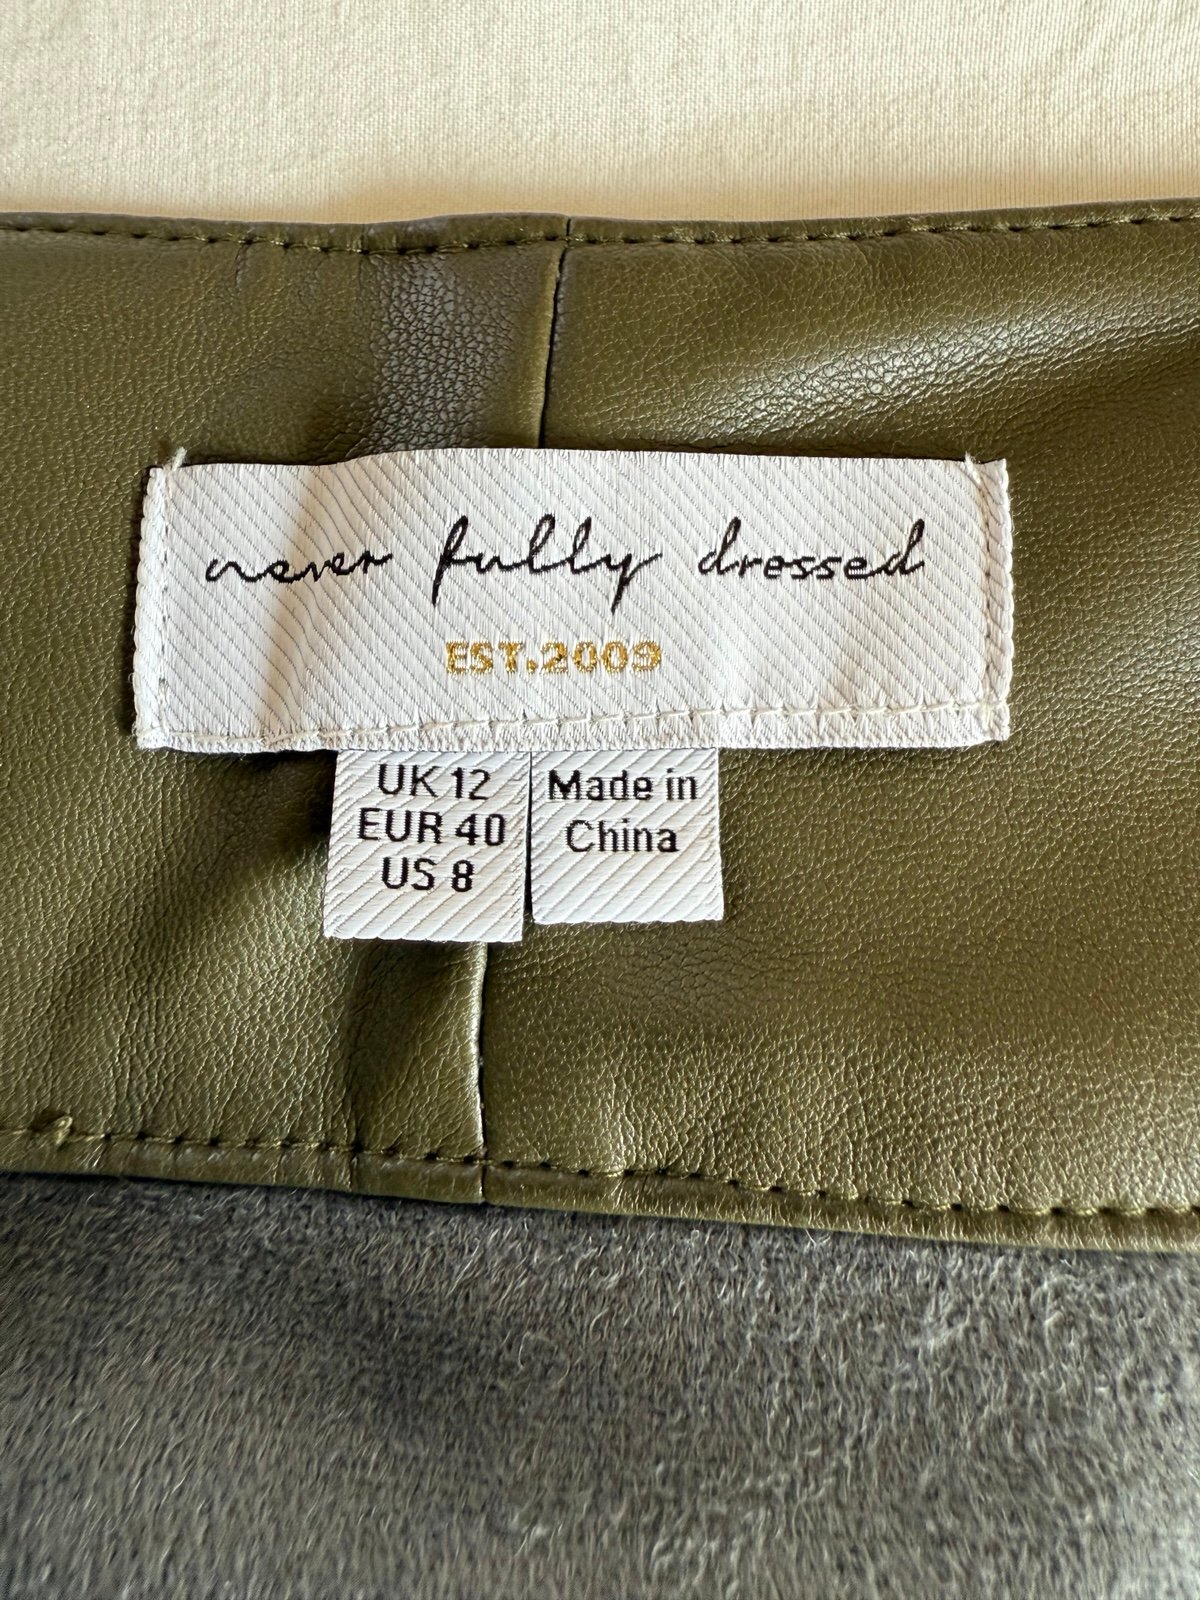 never fully dressed
EST.2009
UK 12
EUR 40
US 8
Made in
China